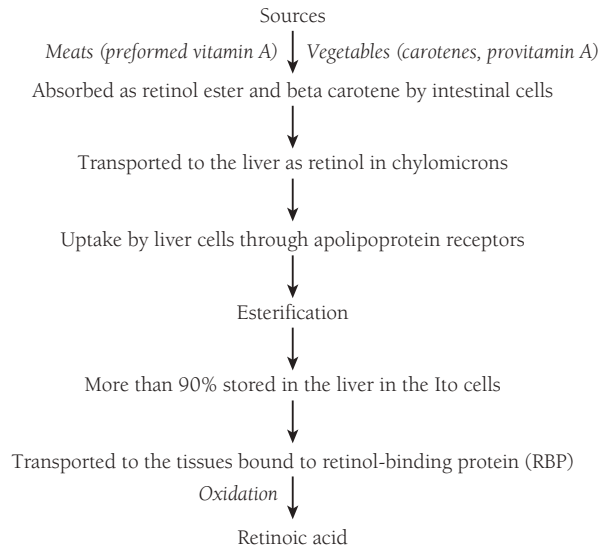 Sources
Meats (preformed vitamin A) Vegetables (carotenes, provitamin A)
Absorbed as retinol ester and beta carotene by intestinal cells
Transported to the liver as retinol in chylomicrons
Uptake by liver cells through apolipoprotein receptors
Esterification
More than 90% stored in the liver in the Ito cells
Transported to the tissues bound to retinol-binding protein (RBP)
Oxidation
Retinoic acid